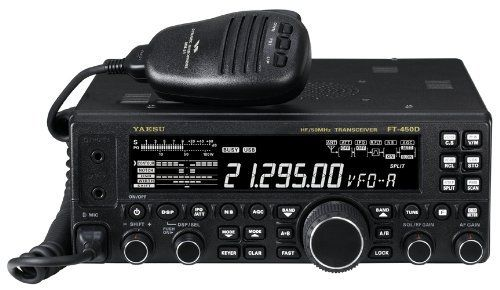 YAESU
HF/50MHz TRANSCEIVER FT-450D
BUSY USB
SPLIT
21.295.00 VFO-A
C.S
V/M
RCL
STO
SPLIT
SCAN
ON/OFF
MIC
DSP
IPO
ATT
N B
AGC
BAND
BAND
TUNE
F
SHIFT
DSP/SEL
MODE
MODE
A=B
A/B
SQL/RF GAIN
AF GAIN
KEYER
CLAR
FAST
LOCK